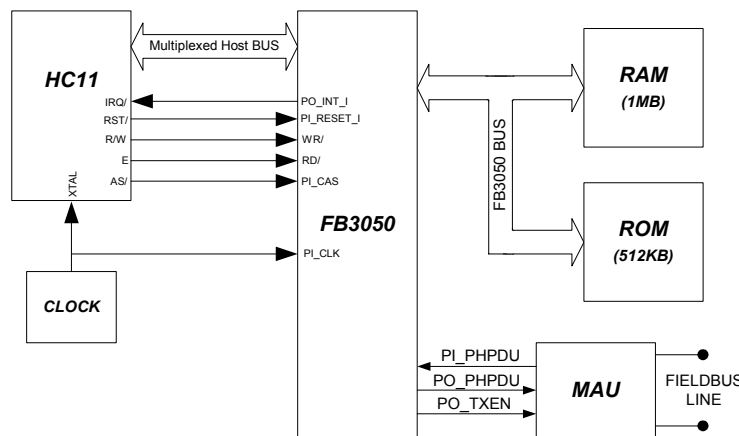 Multiplexed Host BUS
HC11
IRQ/
RST/
R/W
E
AS/
XTAL
PO_INT_I
PI_RESET_I
WR/
RD/
PI_CAS
FB3050
PI_CLK
CLOCK
FB3050 BUS
RAM
(1MB)
ROM
(512KB)
PI_PHPDU
PO_PHPDU
PO_TXEN
MAU
FIELDBUS
LINE